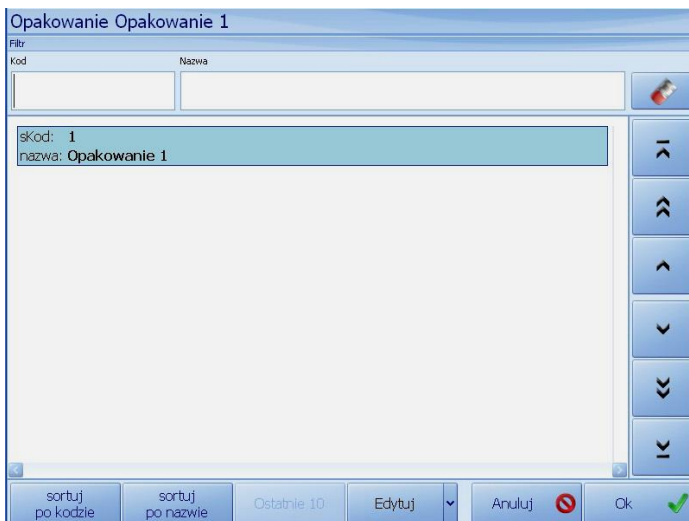 Opakowanie Opakowanie 1
Filtr
Kod Nazwa
sKod: 1
nazwa: Opakowanie 1
sortuj po kodzie
sortuj po nazwie
Ostatnie 10
Edytuj
Anuluj
Ok